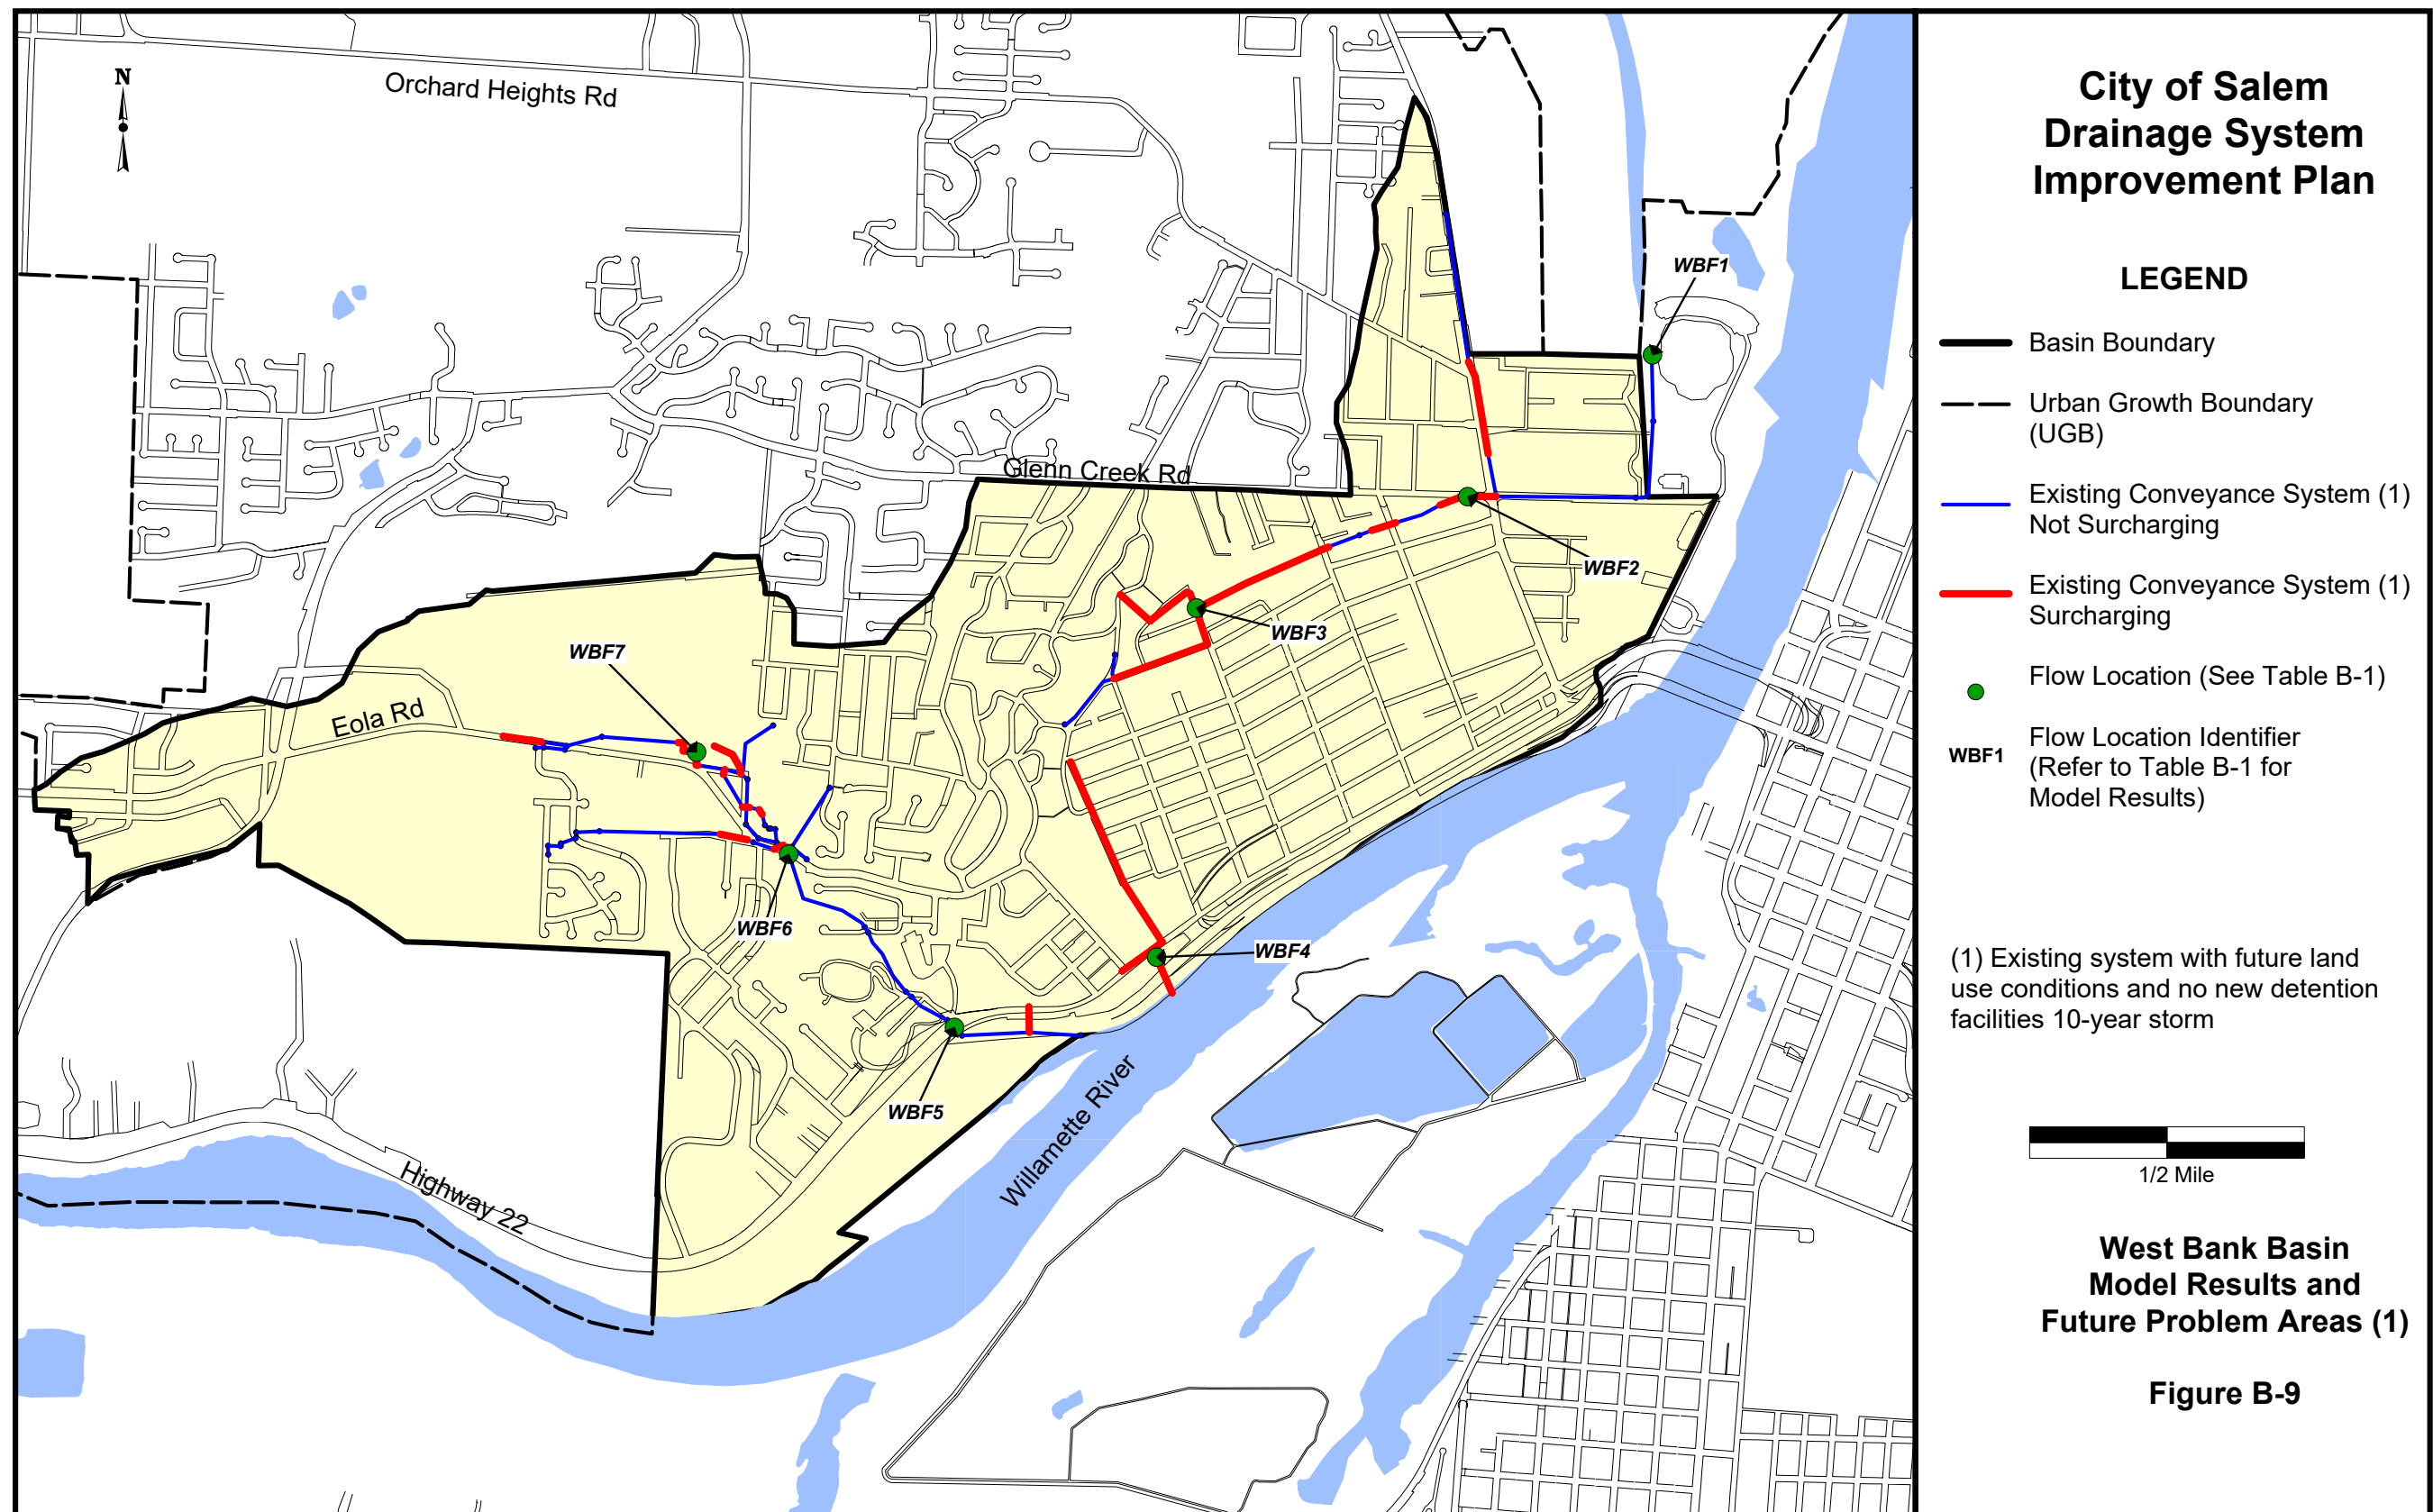 N
Orchard Heights Rd
WBF1
Glenn Creek Rd
WBF2
WBF3
WBF7
Eola Rd
WBF6
WBF4
WBF5
Willamette River
Highway 22
City of Salem
Drainage System
Improvement Plan
LEGEND
Basin Boundary
Urban Growth Boundary
(UGB)
Existing Conveyance System (1)
Not Surcharging
Existing Conveyance System (1)
Surcharging
Flow Location (See Table B-1)
WBF1
Flow Location Identifier
(Refer to Table B-1 for
Model Results)
(1) Existing system with future land
use conditions and no new detention
facilities 10-year storm
1/2 Mile
West Bank Basin
Model Results and
Future Problem Areas (1)
Figure B-9